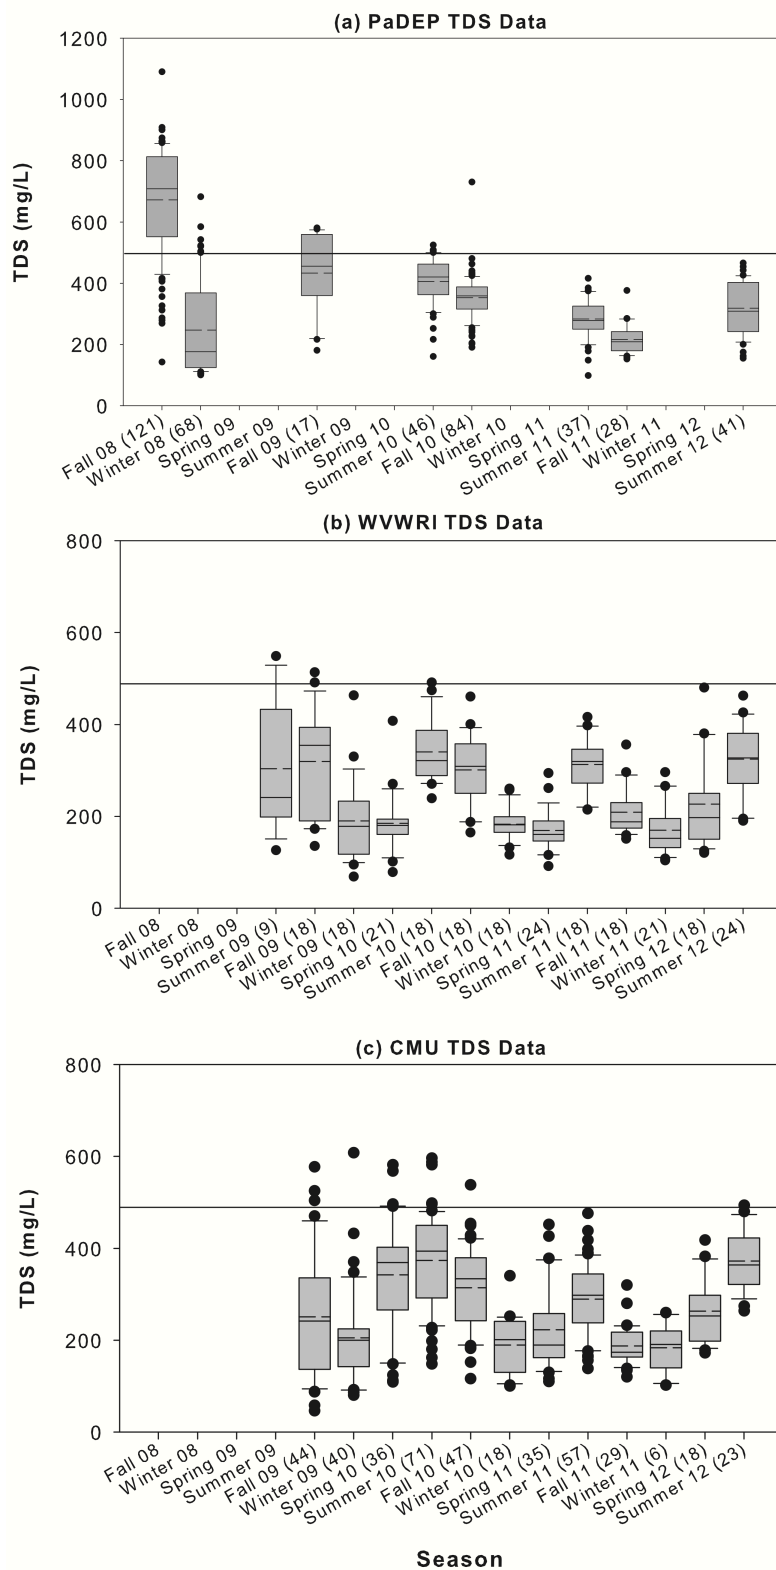 (a) PaDEP TDS Data
TDS (mg/L)
1200
1000
800
600
400
200
0
Fall 08 (121)
Winter 08 (68)
Spring 09
Summer 09
Fall 09 (17)
Winter 09
Spring 10
Summer 10 (46)
Fall 10 (84)
Winter 10
Spring 11
Summer 11 (37)
Fall 11 (28)
Winter 11
Spring 12
Summer 12 (41)
(b) WVWRI TDS Data
TDS (mg/L)
800
600
400
200
0
Fall 08
Winter 08
Spring 09
Summer 09 (9)
Fall 09 (18)
Winter 09 (18)
Spring 10 (21)
Summer 10 (18)
Fall 10 (18)
Winter 10 (18)
Spring 11 (24)
Summer 11 (18)
Fall 11 (18)
Winter 11 (21)
Spring 12 (18)
Summer 12 (24)
(c) CMU TDS Data
TDS (mg/L)
800
600
400
200
0
Fall 08
Winter 08
Spring 09
Summer 09
Fall 09 (44)
Winter 09 (40)
Spring 10 (36)
Summer 10 (71)
Fall 10 (47)
Winter 10 (18)
Spring 11 (35)
Summer 11 (57)
Fall 11 (29)
Winter 11 (6)
Spring 12 (18)
Summer 12 (23)
Season